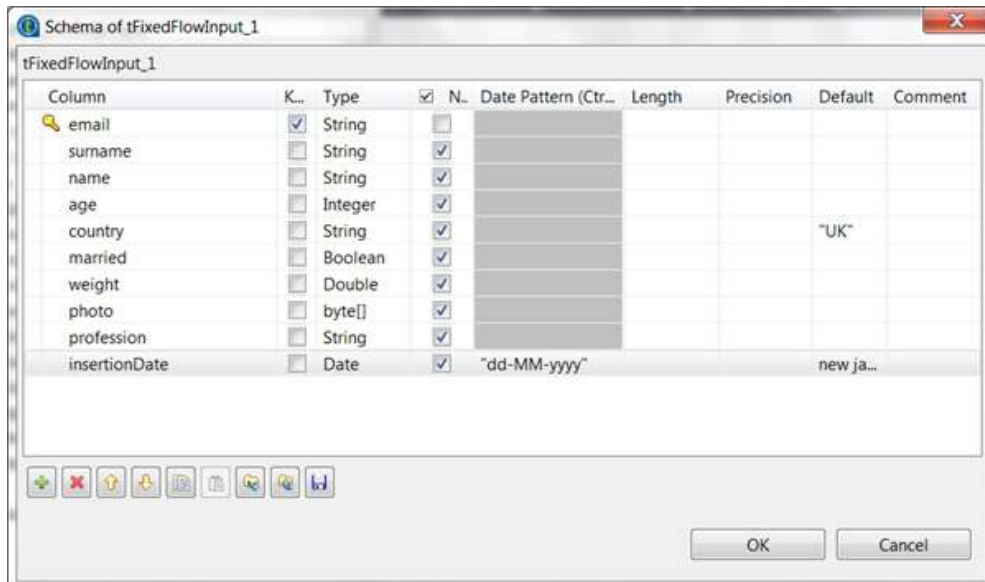 Schema of tFixedFlowInput_1
tFixedFlowInput_1
Column K... Type N.. Date Pattern (Ctr... Length Precision Default Comment
email String
surname String
name String
age Integer
country String "UK"
married Boolean
weight Double
photo byte[]
profession String
insertionDate Date "dd-MM-yyyy" new ja...
OK Cancel